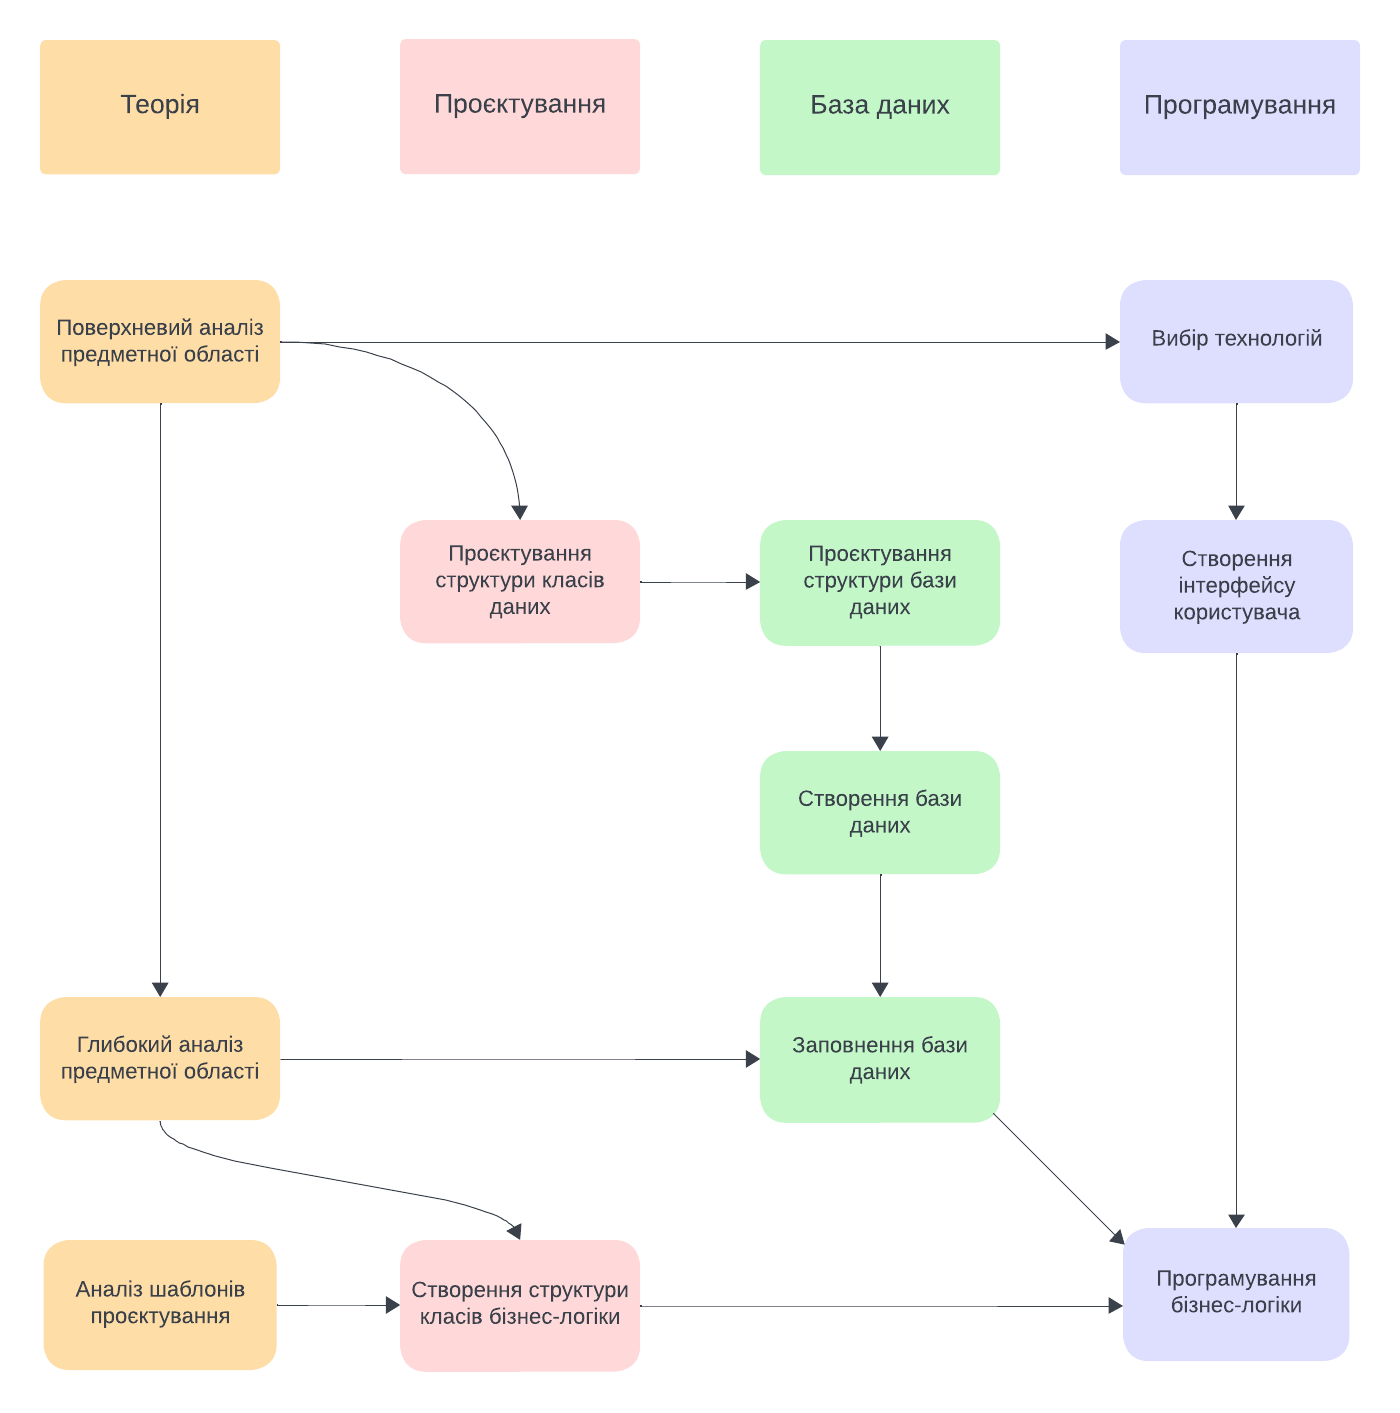 Теорія
Проєктування
База даних
Програмування
Поверхневий аналіз
предметної області
Вибір технологій
Проєктування
структури класів
даних
Проєктування
структури бази
даних
Створення
інтерфейсу
користувача
Створення бази
даних
Глибокий аналіз
предметної області
Заповнення бази
даних
Аналіз шаблонів
проєктування
Створення структури
класів бізнес-логіки
Програмування
бізнес-логіки